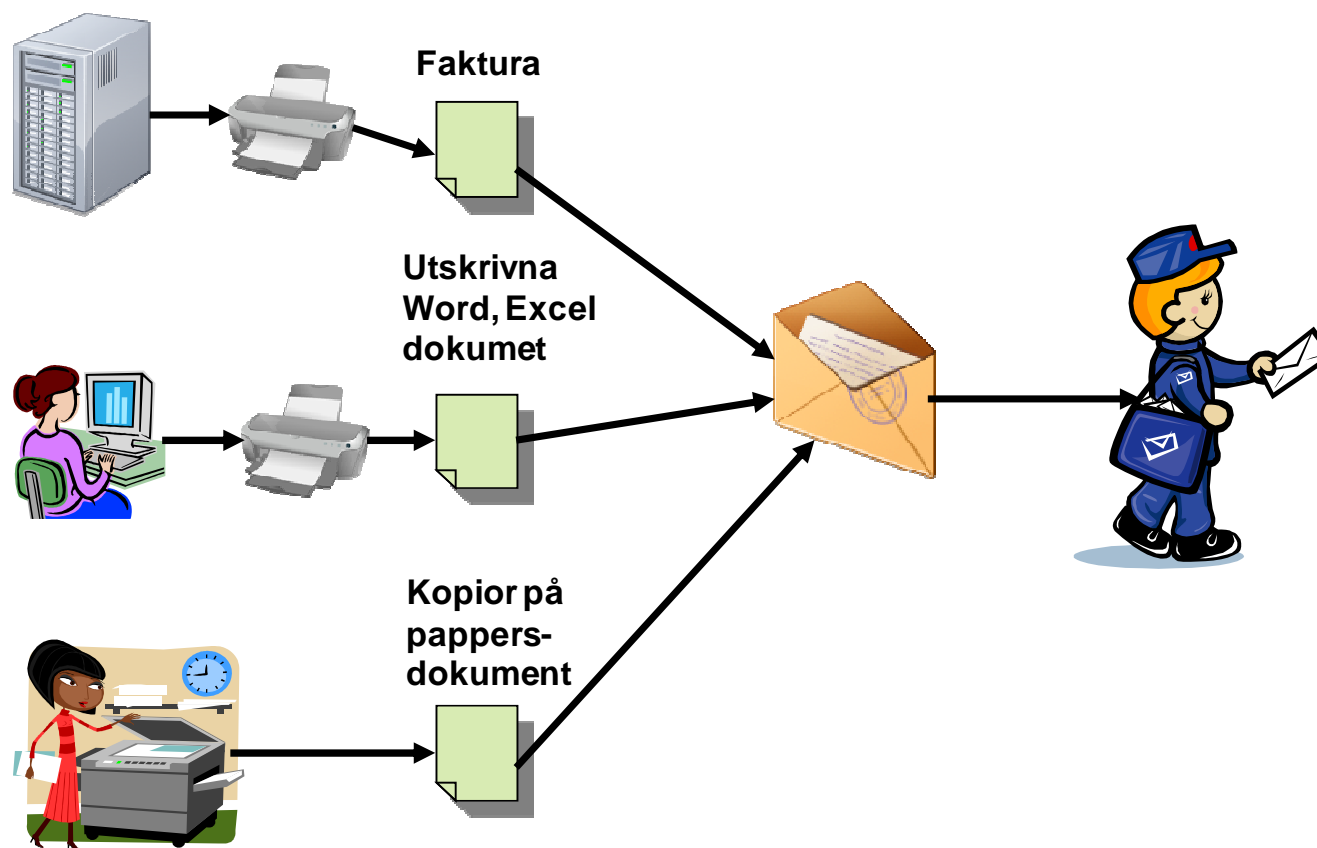 Faktura
Utskrivna
Word, Excel
dokumet
Kopior på
pappers-
dokument